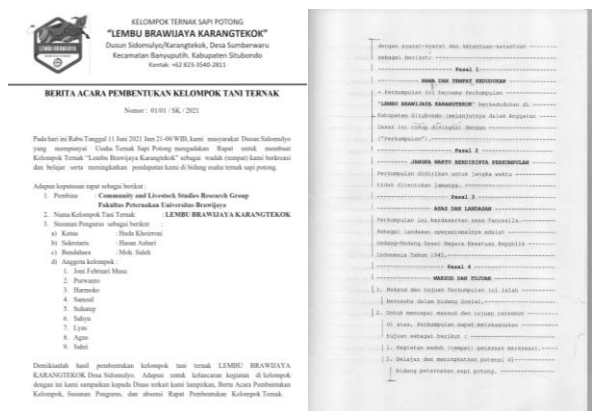 KELOMPOK TERNAK SAPI POTONG
"LEMBU BRAWIJAYA KARANGTEKOK"
Dusun Sidomulyo/Karangtekok, Desa Sumberwaru
Kecamatan Banyuputih. Kabupaten Situbondo
Kontak: +62 823-3540-2811
LEMBU BRAWIJAYA
BERITA ACARA PEMBENTUKAN KELOMPOK TANI TERNAK
Nomor : 01/01 / SK / 2021
Pada hari ini Rabu Tanggal 11 Juni 2021 Jam 21-00 WIB, kami masyarakat Dusun Sidomulyo
yang mempunyai Usaha Ternak Sapi Potong mengadakan Rapat untuk membuat
Kelompok Ternak "Lembu Brawijaya Karangtekok" sebagai wadah (tempat) kami berkreasi
dan belajar serta meningkatkan pendapatan kami di bidang usaha ternak sapi potong.
Adapun keputusan rapat sebagai berikut :
1. Pembina : Community and Livestock Studies Research Group
Fakultas Peternakan Universitas Brawijaya
2. Nama Kelompok Tani Ternak : LEMBU BRAWIJAYA KARANGTEKOK
3. Susunan Pengurus sebagai berikut :
a) Ketua : Huda Khoironi
b) Sekretaris : Hasan Ashari
c) Bendahara : Moh. Saleh
d) Anggota kelompok :
1. Joni Februari Musa
2. Purwanto
3. Harmoko
4. Samsul
5. Suharap
6. Sahyu
7. Lyas
8. Agus
9. Sahri
Demikianlah hasil pembentukan kelompok tani ternak LEMBU BRAWIJAYA
KARANGTEKOK Desa Sidomulyo. Adapun untuk kelancaran kegiatan di kelompok
dengan ini kami sampaikan kepada Dinas terkait kami lampirkan, Berita Acara Pembentukan
Kelompok, Susunan Pengurus, dan absensi Rapat Pembentukan Kelompok Ternak.
dengan syarat-syarat dan ketentuan-ketentuan
sebagai berikut:
Pasal 1
NAMA DAN TEMPAT KEDUDUKAN
- Perkumpulan ini bernama Perkumpulan
"LEMBU BRAWIJAYA KARANGTEKOK" berkedudukan di
Kabupaten Situbondo (selanjutnya dalam Anggaran
Dasar ini cukup disingkat dengan
("Perkumpulan").
Pasal 2
JANGKA WAKTU BERDIRINYA PERKUMPULAN
Perkumpulan didirikan untuk jangka waktu
tidak ditentukan lamanya.
Pasal 3
ASAS DAN LANDASAN
Perkumpulan ini berdasarkan asas Pancasila.
Sebagai landasan operasionalnya adalah
Undang-Undang Dasar Negara Kesatuan Republik
Indonesia Tahun 1945.
Pasal 4
MAKSUD DAN TUJUAN
1. Maksud dan tujuan Perkumpulan ini ialah
berusaha dalam bidang Sosial.
2. Untuk mencapai maksud dan tujuan tersebut
di atas, Perkumpulan dapat melaksanakan
tujuan sebagai berikut :
1. Kegiatan wadah (tempat) peternak berkreasi.
2. Belajar dan meningkatkan potensi di
bidang peternakan sapi potong.